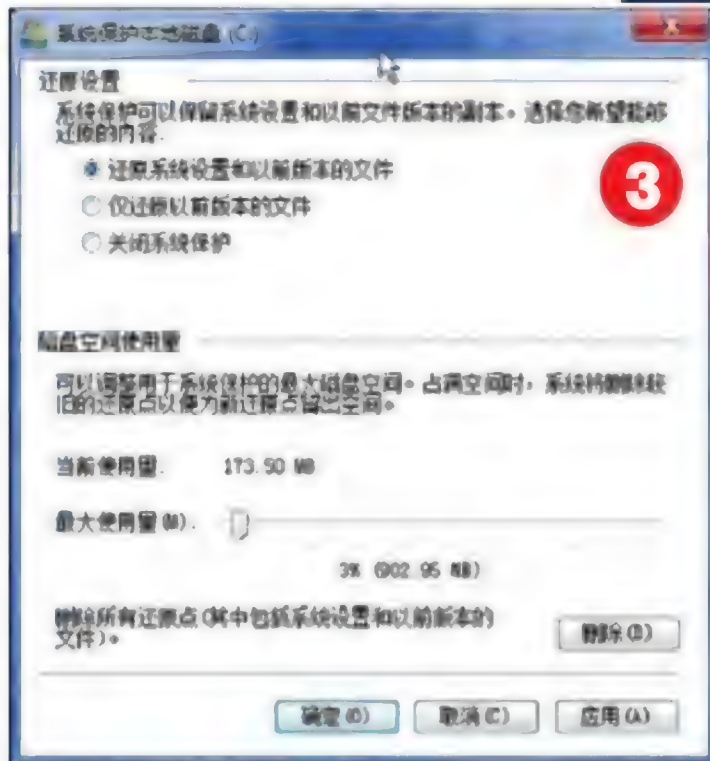 系统保护本地磁盘 (C:)
还原设置
系统保护可以保留系统设置和以前文件版本的副本。选择您希望能够
还原的内容:
还原系统设置和以前版本的文件
仅还原以前版本的文件
关闭系统保护
3
磁盘空间使用量
可以调整用于系统保护的最大磁盘空间。占满空间时，系统将删除较
旧的还原点以便为新还原点留出空间。
当前使用量: 173.50 MB
最大使用量(M):
3% (902.95 MB)
删除所有还原点(其中包括系统设置和以前版本的
文件)。
删除(D)
确定(O) 取消(C) 应用(A)